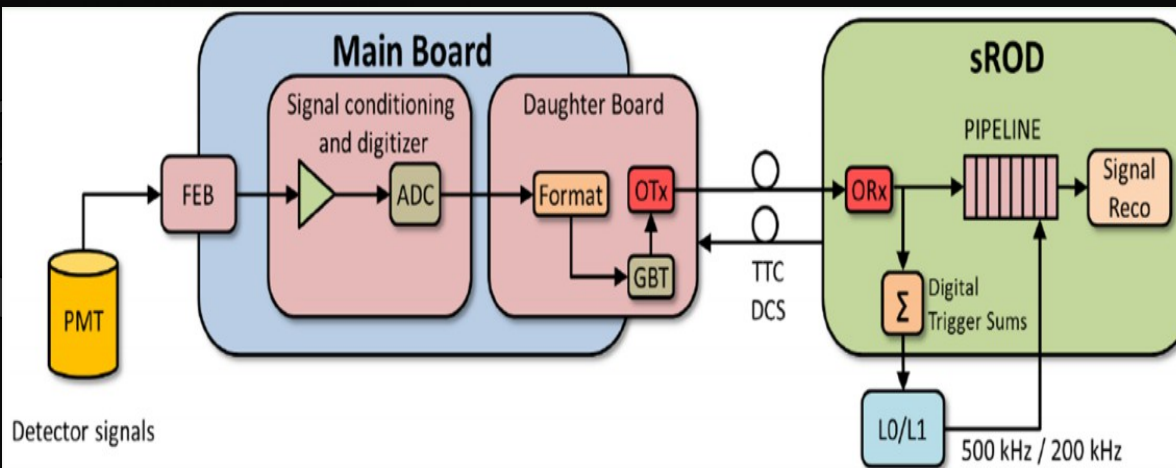 Main Board
sROD
Signal conditioning
and digitizer
Daughter Board
PIPELINE
FEB
ADC
Format
OTx
ORx
Signal
Reco
GBT
TTC
DCS
PMT
Σ
Digital
Trigger Sums
Detector signals
L0/L1
500 kHz / 200 kHz